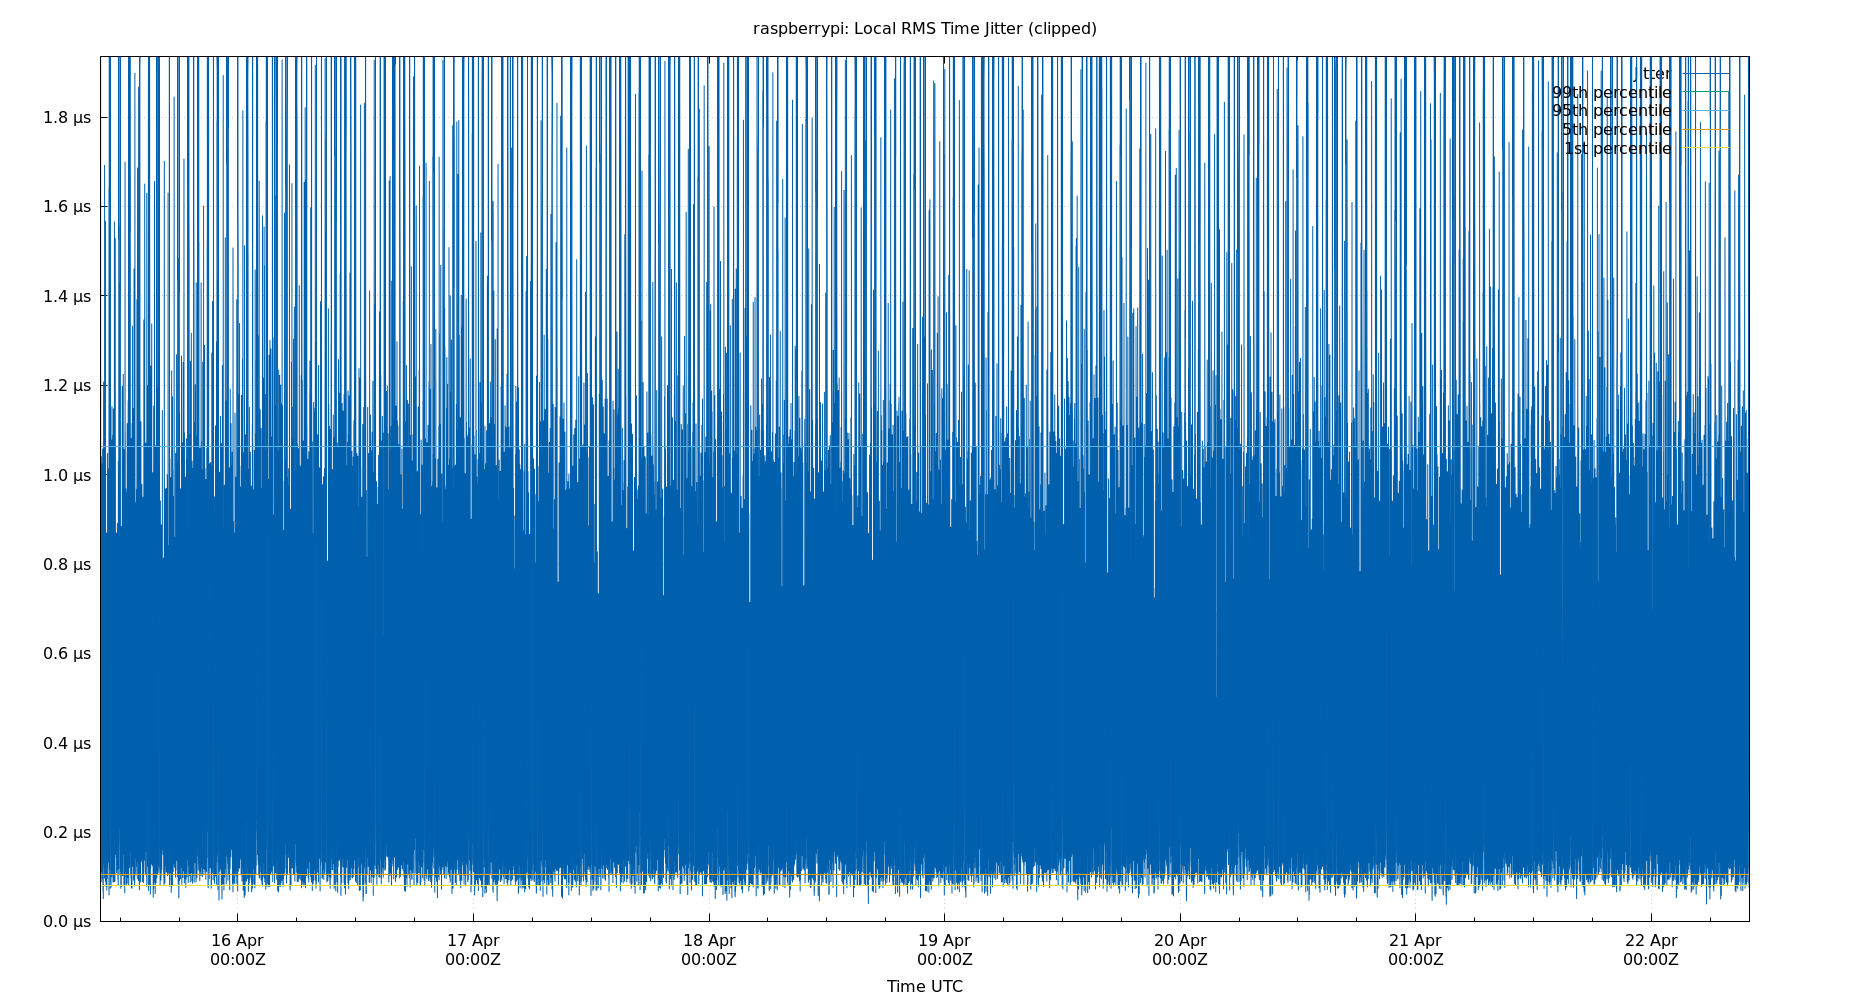 raspberrypi: Local RMS Time Jitter (clipped)
jitter
99th percentile
95th percentile
5th percentile
1st percentile
1.8 µs
1.6 µs
1.4 µs
1.2 µs
1.0 µs
0.8 µs
0.6 µs
0.4 µs
0.2 µs
0.0 µs
16 Apr 17 Apr 18 Apr 19 Apr 20 Apr 21 Apr 22 Apr
00:00Z 00:00Z 00:00Z 00:00Z 00:00Z 00:00Z 00:00Z
Time UTC